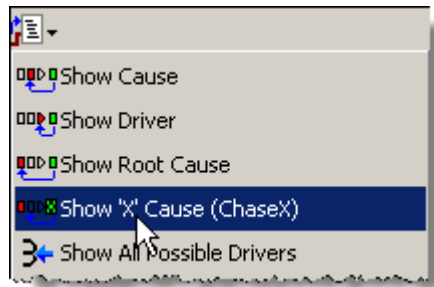 Show Cause
Show Driver
Show Root Cause
Show 'X' Cause (ChaseX)
Show All Possible Drivers